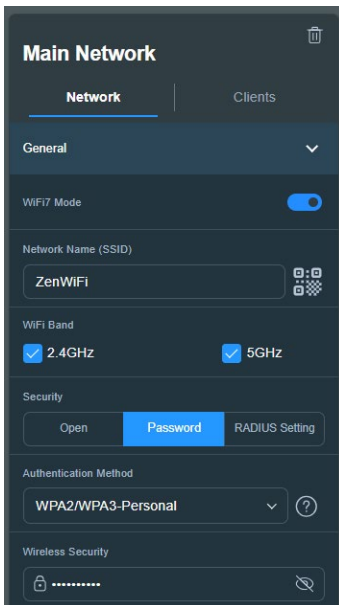 Main Network
Network Clients
General
WiFi7 Mode
Network Name (SSID)
ZenWiFi
WiFi Band
2.4GHz 5GHz
Security
Open Password RADIUS Setting
Authentication Method
WPA2/WPA3-Personal ?
Wireless Security
••••••••••